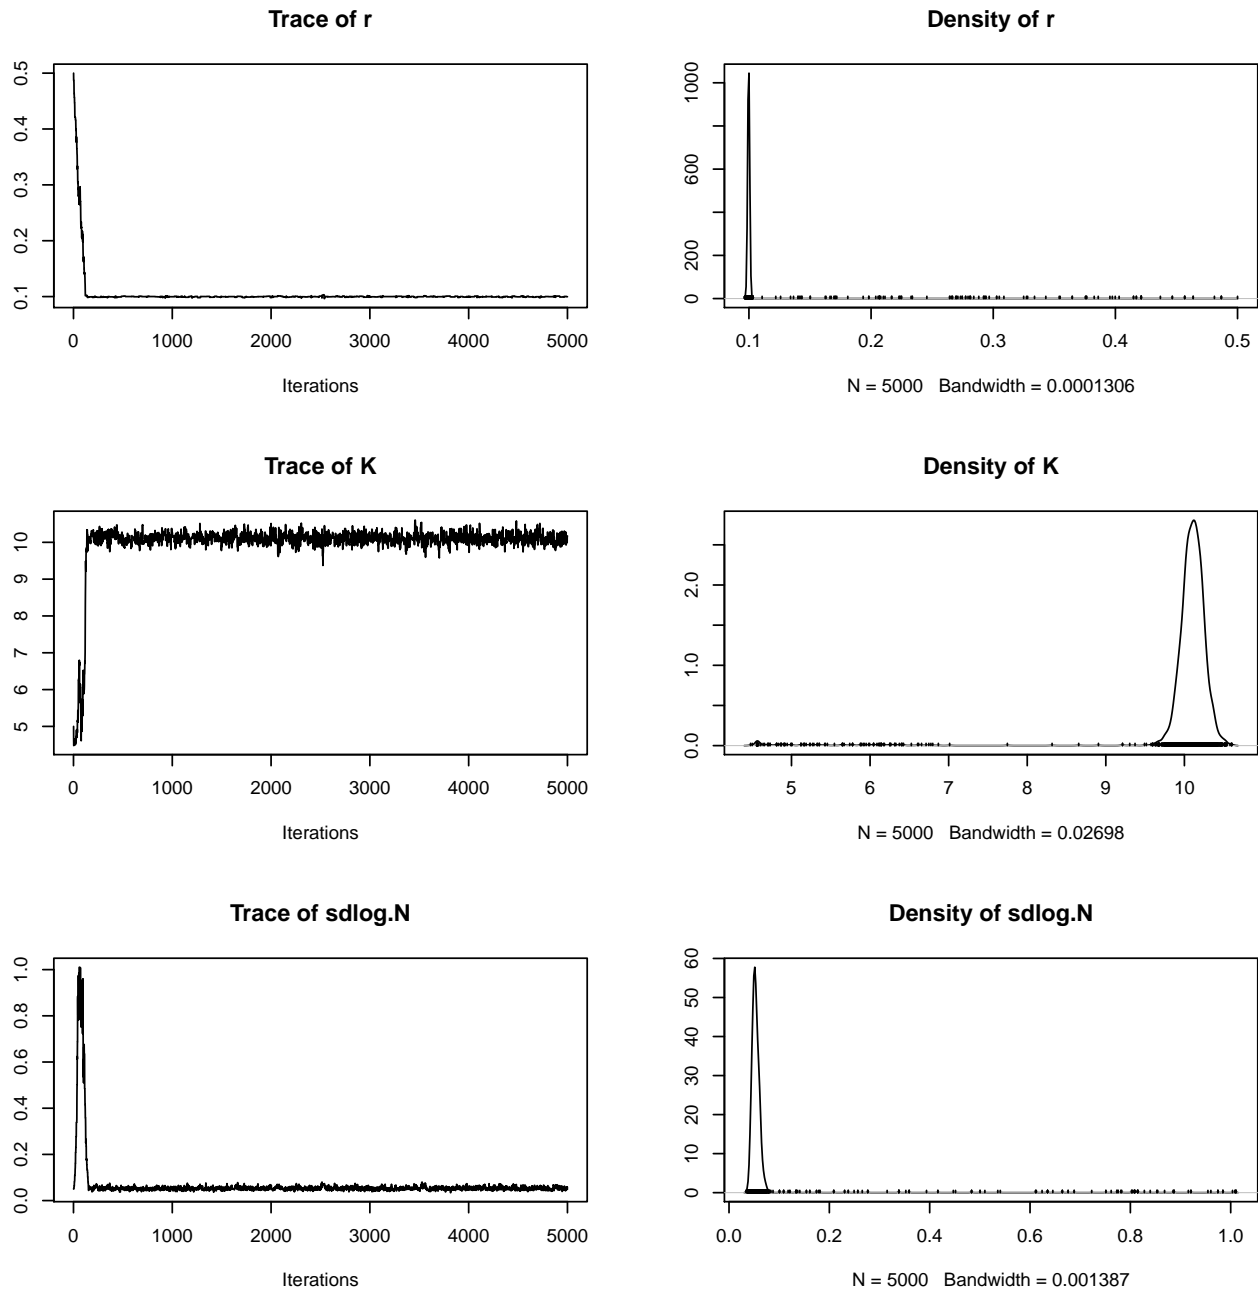 Trace of r
0.5
0.4
0.3
0.2
0.1
0 1000 2000 3000 4000 5000
Iterations
Density of r
1000
600
200
0
0.1 0.2 0.3 0.4 0.5
N = 5000 Bandwidth = 0.0001306
Trace of K
10
9
8
7
6
5
0 1000 2000 3000 4000 5000
Iterations
Density of K
2.0
1.0
0.0
5 6 7 8 9 10
N = 5000 Bandwidth = 0.02698
Trace of sdlog.N
1.0
0.8
0.6
0.4
0.2
0.0
0 1000 2000 3000 4000 5000
Iterations
Density of sdlog.N
60
50
40
30
20
10
0
0.0 0.2 0.4 0.6 0.8 1.0
N = 5000 Bandwidth = 0.001387